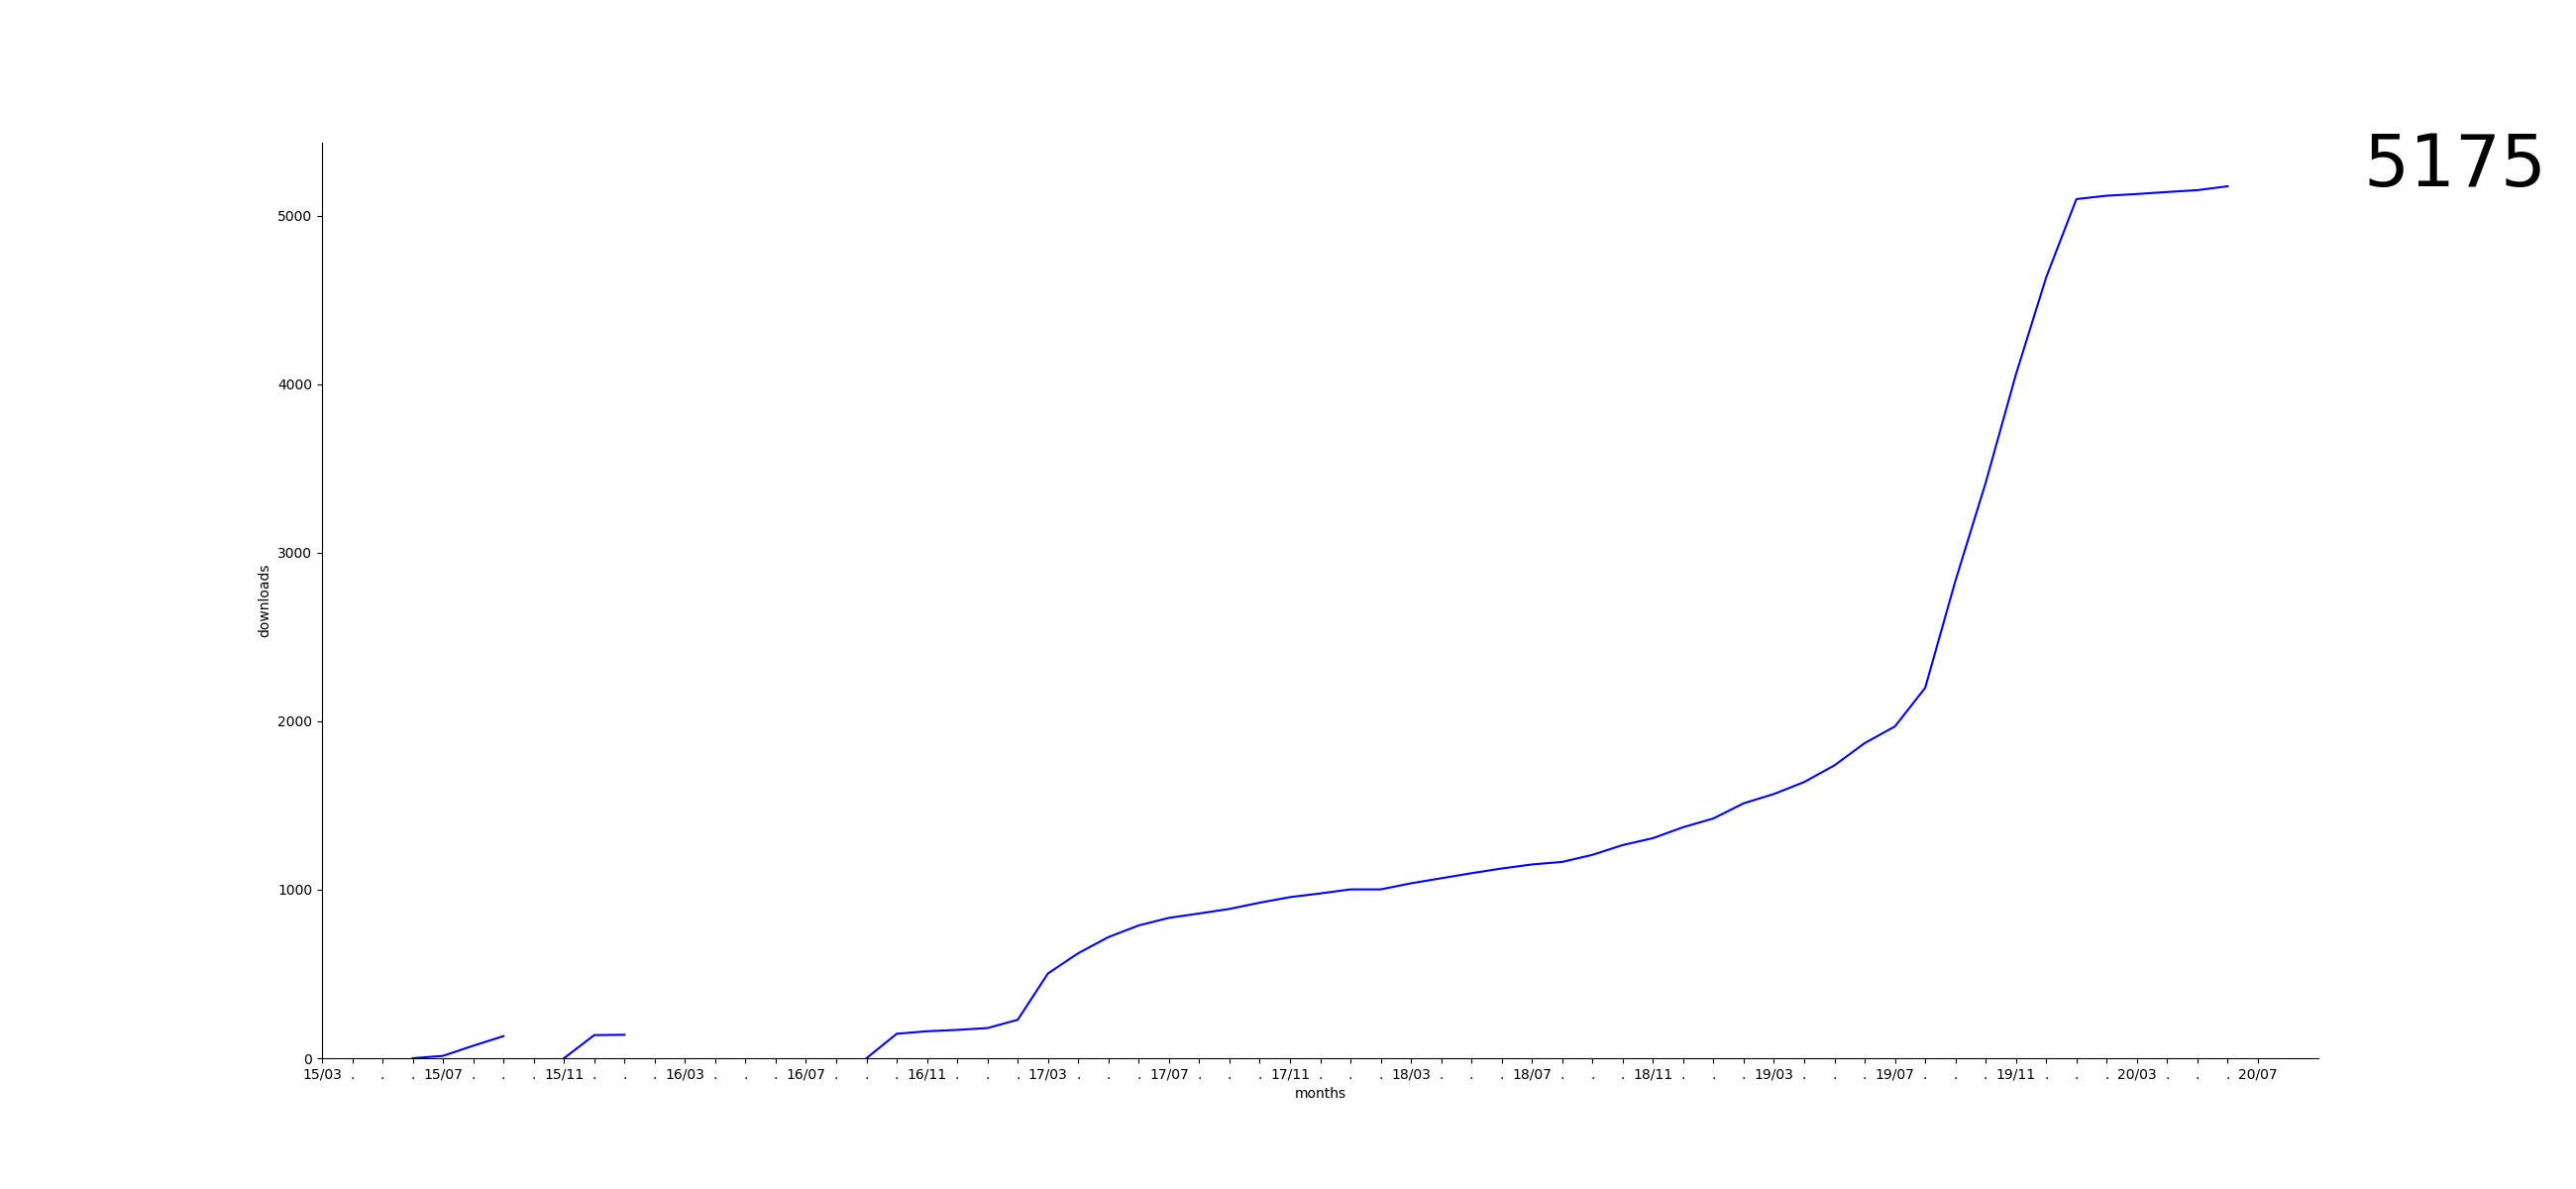 5175
5000
4000
3000
2000
1000
0
downloads
15/03 . . . 15/07 . . . 15/11 . . . 16/03 . . . 16/07 . . . 16/11 . . . 17/03 . . . 17/07 . . . 17/11 . . . 18/03 . . . 18/07 . . . 18/11 . . . 19/03 . . . 19/07 . . . 19/11 . . . 20/03 . . . 20/07
months